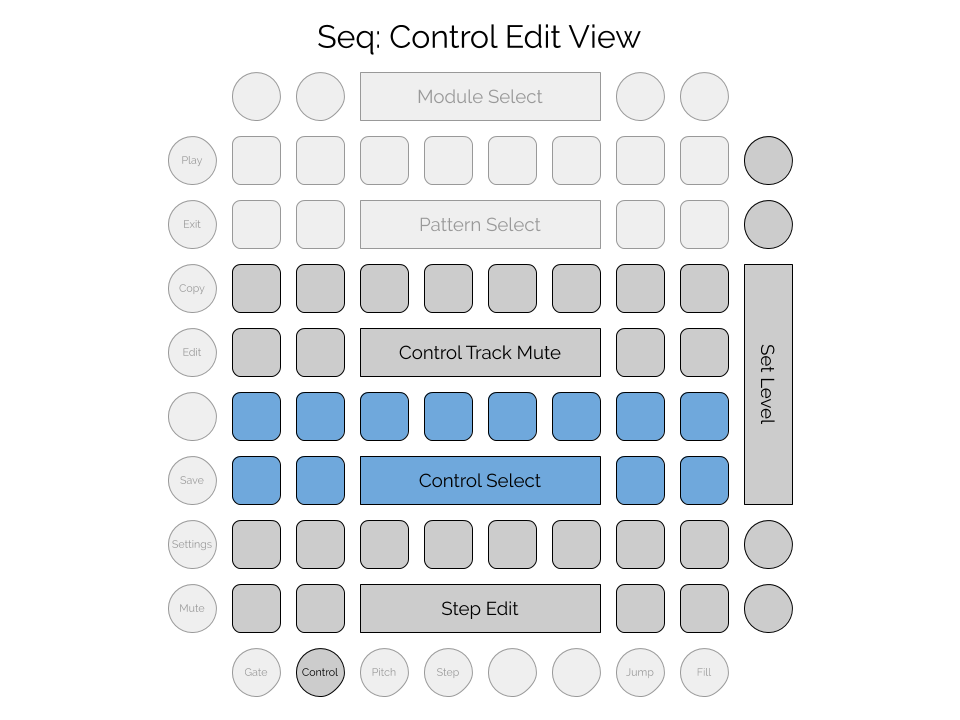 Seq: Control Edit View
Module Select
Play
Exit
Pattern Select
Copy
Edit
Control Track Mute
Set Level
Save
Control Select
Settings
Mute
Step Edit
Gate
Control
Pitch
Step
Jump
Fill